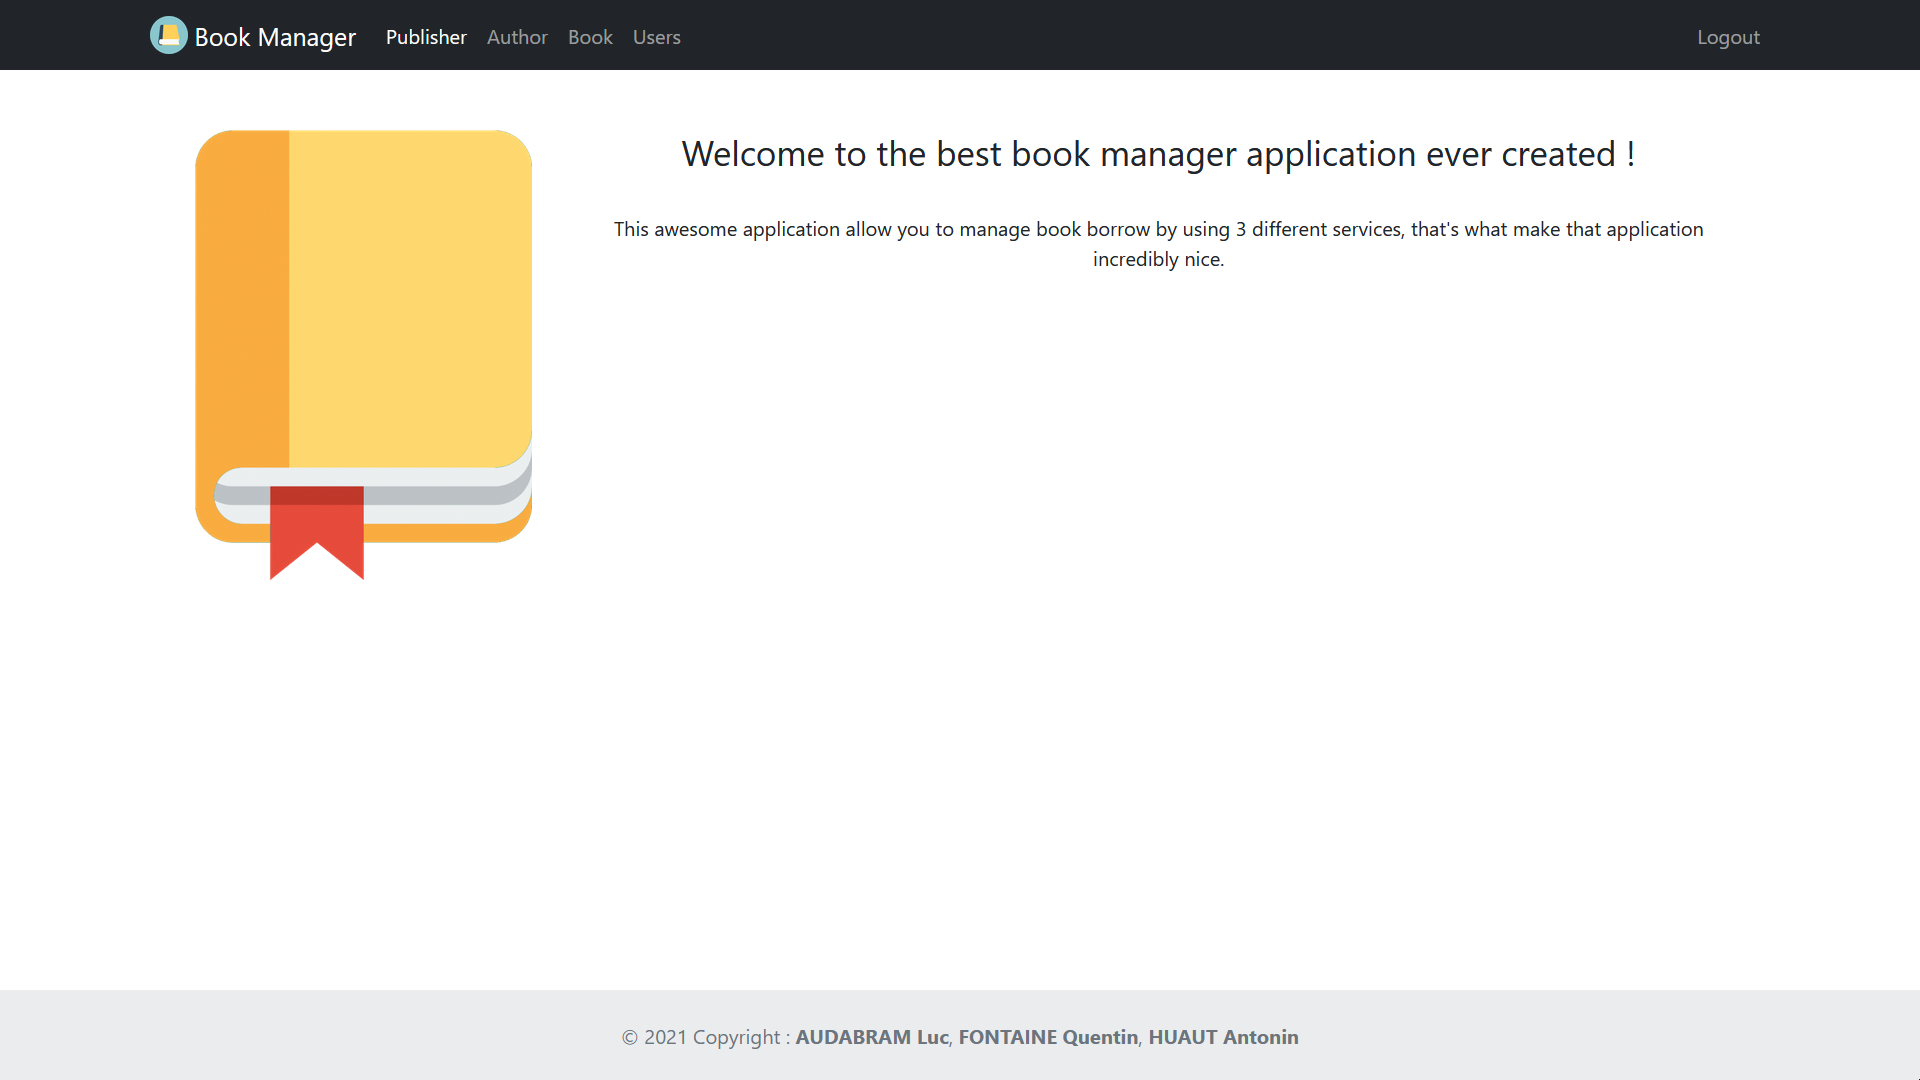 Book Manager Publisher Author Book Users Logout
Welcome to the best book manager application ever created !
This awesome application allow you to manage book borrow by using 3 different services, that's what make that application
incredibly nice.
© 2021 Copyright : AUDABRAM Luc, FONTAINE Quentin, HUAUT Antonin